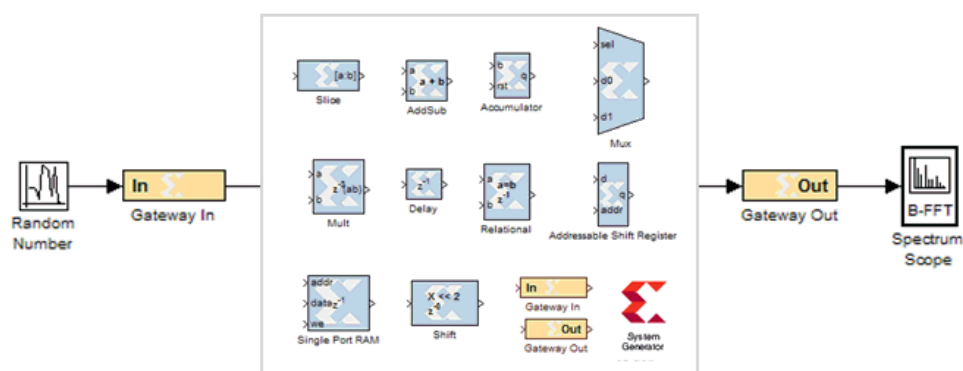 sel
[a:b]
a
a + b
b
b
q
rst
d0
d1
Slice
AddSub
Accumulator
Mux
In
Gateway In
Random
Number
a
z⁻³
(ab)
b
Mult
z⁻¹
Delay
a
a=b
z⁻¹
b
Relational
d
q
addr
Addressable Shift Register
Out
Gateway Out
B-FFT
Spectrum
Scope
addr
data
z⁻¹
we
Single Port RAM
X << 2
z⁻⁰
Shift
In
Gateway In
Out
Gateway Out
System
Generator